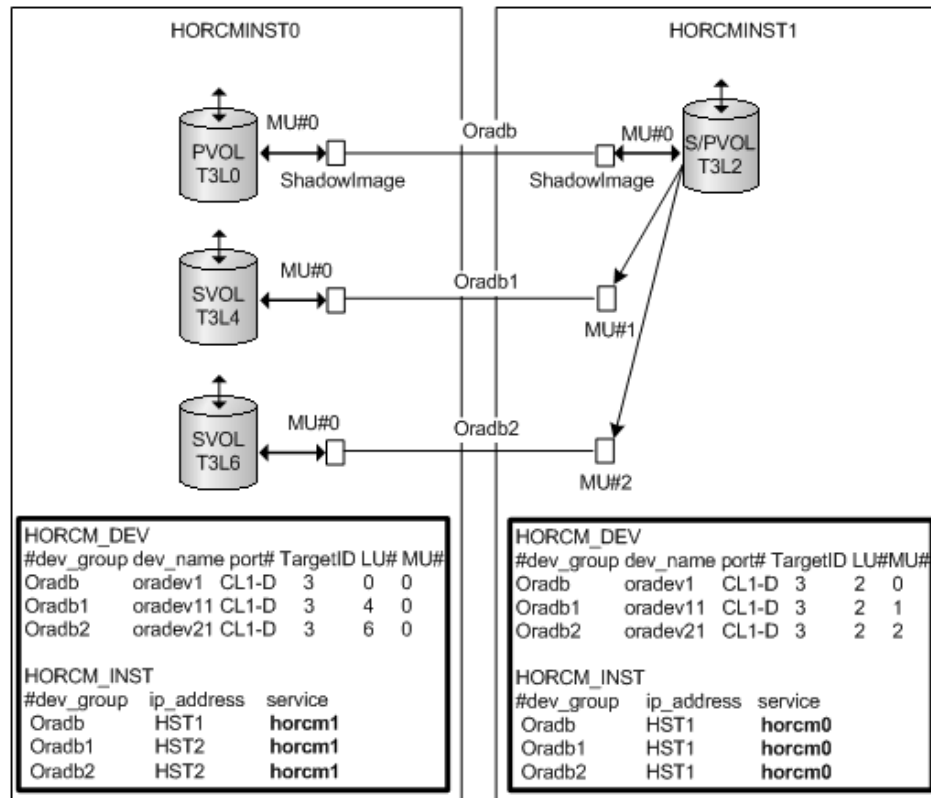 HORCMINST0
MU#0
PVOL
T3L0
ShadowImage
Oradb
MU#0
SVOL
T3L4
Oradb1
MU#0
SVOL
T3L6
Oradb2
HORCM_DEV
#dev_group dev_name port# TargetID LU# MU#
Oradb oradev1 CL1-D 3 0 0
Oradb1 oradev11 CL1-D 3 4 0
Oradb2 oradev21 CL1-D 3 6 0
HORCM_INST
#dev_group ip_address service
Oradb HST1 horcm1
Oradb1 HST2 horcm1
Oradb2 HST2 horcm1
HORCMINST1
MU#0
S/PVOL
T3L2
ShadowImage
MU#1
MU#2
HORCM_DEV
#dev_group dev_name port# TargetID LU#MU#
Oradb oradev1 CL1-D 3 2 0
Oradb1 oradev11 CL1-D 3 2 1
Oradb2 oradev21 CL1-D 3 2 2
HORCM_INST
#dev_group ip_address service
Oradb HST1 horcm0
Oradb1 HST1 horcm0
Oradb2 HST1 horcm0